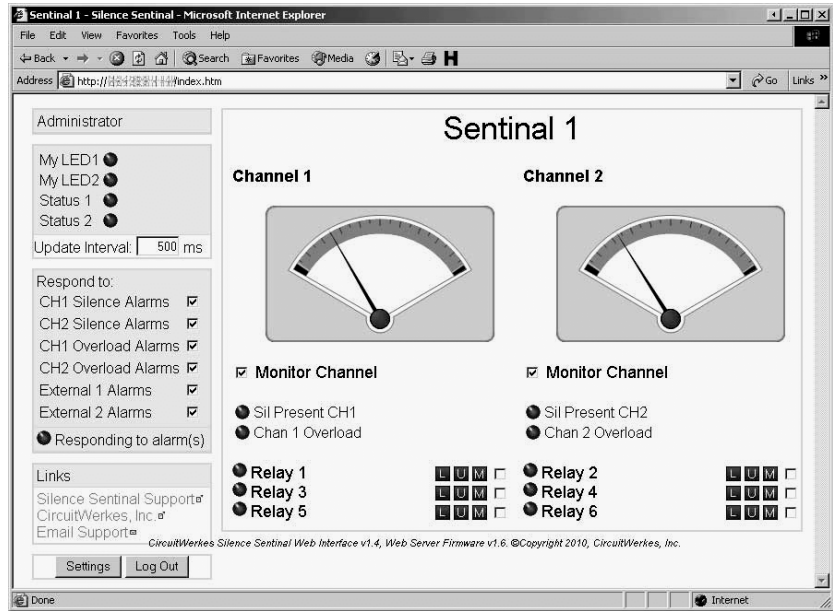 Sentinal 1 - Silence Sentinal - Microsoft Internet Explorer
File Edit View Favorites Tools Help
Back Search Favorites Media H
Address http:// /index.htm Go Links »
Administrator
My LED1
My LED2
Status 1
Status 2
Update Interval: 500 ms
Respond to:
CH1 Silence Alarms
CH2 Silence Alarms
CH1 Overload Alarms
CH2 Overload Alarms
External 1 Alarms
External 2 Alarms
Responding to alarm(s)
Links
Silence Sentinal Support
CircuitWerkes, Inc.
Email Support
Settings Log Out
Sentinal 1
Channel 1
Monitor Channel
Sil Present CH1
Chan 1 Overload
Relay 1 L U M
Relay 3 L U M
Relay 5 L U M
Channel 2
Monitor Channel
Sil Present CH2
Chan 2 Overload
Relay 2 L U M
Relay 4 L U M
Relay 6 L U M
CircuitWerkes Silence Sentinal Web Interface v1.4, Web Server Firmware v1.6. ©Copyright 2010, CircuitWerkes, Inc.
Done Internet